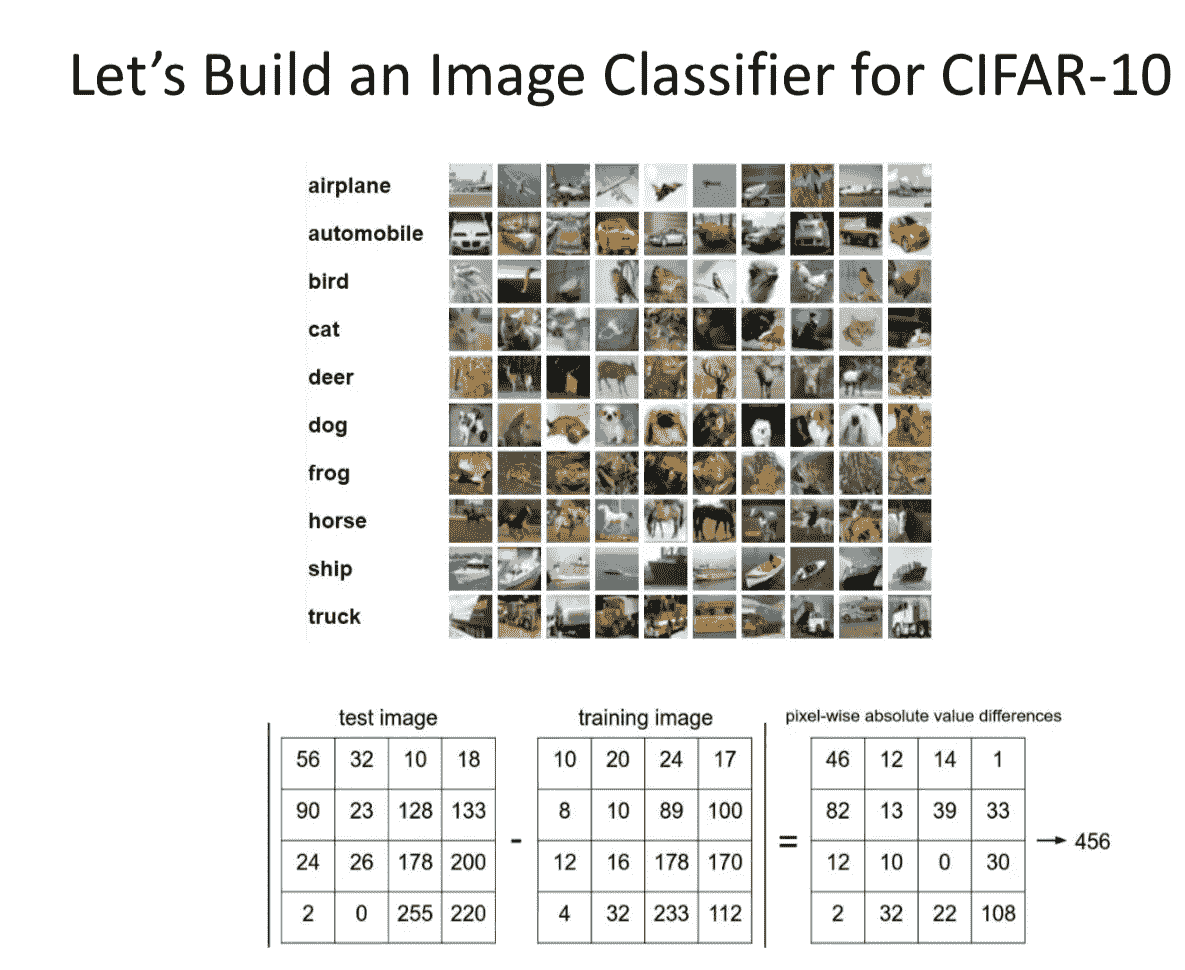 Let's Build an Image Classifier for CIFAR-10
airplane
automobile
bird
cat
deer
dog
frog
horse
ship
truck
test image
training image
pixel-wise absolute value differences
56 32 10 18 10 20 24 17 46 12 14 1
90 23 128 133 8 10 89 100 82 13 39 33
- = → 456
24 26 178 200 12 16 178 170 12 10 0 30
2 0 255 220 4 32 233 112 2 32 22 108